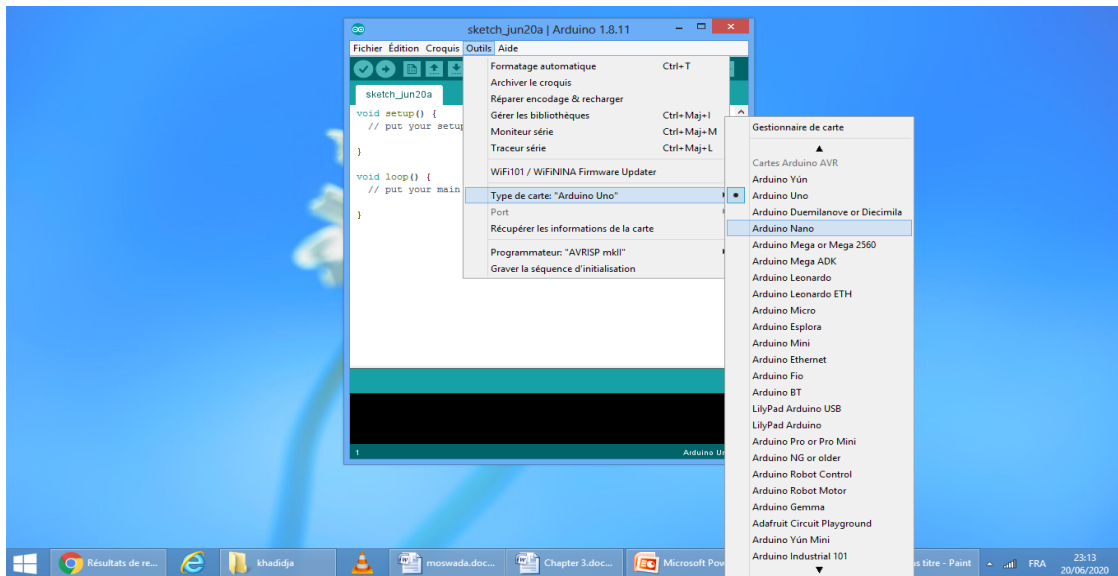 sketch_jun20a | Arduino 1.8.11
Fichier Édition Croquis Outils Aide
sketch_jun20a
void setup() {
// put your setup
}
void loop() {
// put your main
}
Formatage automatique Ctrl+T
Archiver le croquis
Réparer encodage & recharger
Gérer les bibliothèques Ctrl+Maj+I
Moniteur série Ctrl+Maj+M
Traceur série Ctrl+Maj+L
WiFi101 / WiFiNINA Firmware Updater
Type de carte: "Arduino Uno"
Port
Récupérer les informations de la carte
Programmateur: "AVRISP mkII"
Graver la séquence d'initialisation
Gestionnaire de carte
Cartes Arduino AVR
Arduino Yún
Arduino Uno
Arduino Duemilanove or Diecimila
Arduino Nano
Arduino Mega or Mega 2560
Arduino Mega ADK
Arduino Leonardo
Arduino Leonardo ETH
Arduino Micro
Arduino Esplora
Arduino Mini
Arduino Ethernet
Arduino Fio
Arduino BT
LilyPad Arduino USB
LilyPad Arduino
Arduino Pro or Pro Mini
Arduino NG or older
Arduino Robot Control
Arduino Robot Motor
Arduino Gemma
Adafruit Circuit Playground
Arduino Yún Mini
Arduino Industrial 101
1 Arduino U
Résultats de re... khadidja moswada.doc... Chapter 3.doc... Microsoft Pow s titre - Paint FRA 23:13
20/06/2020